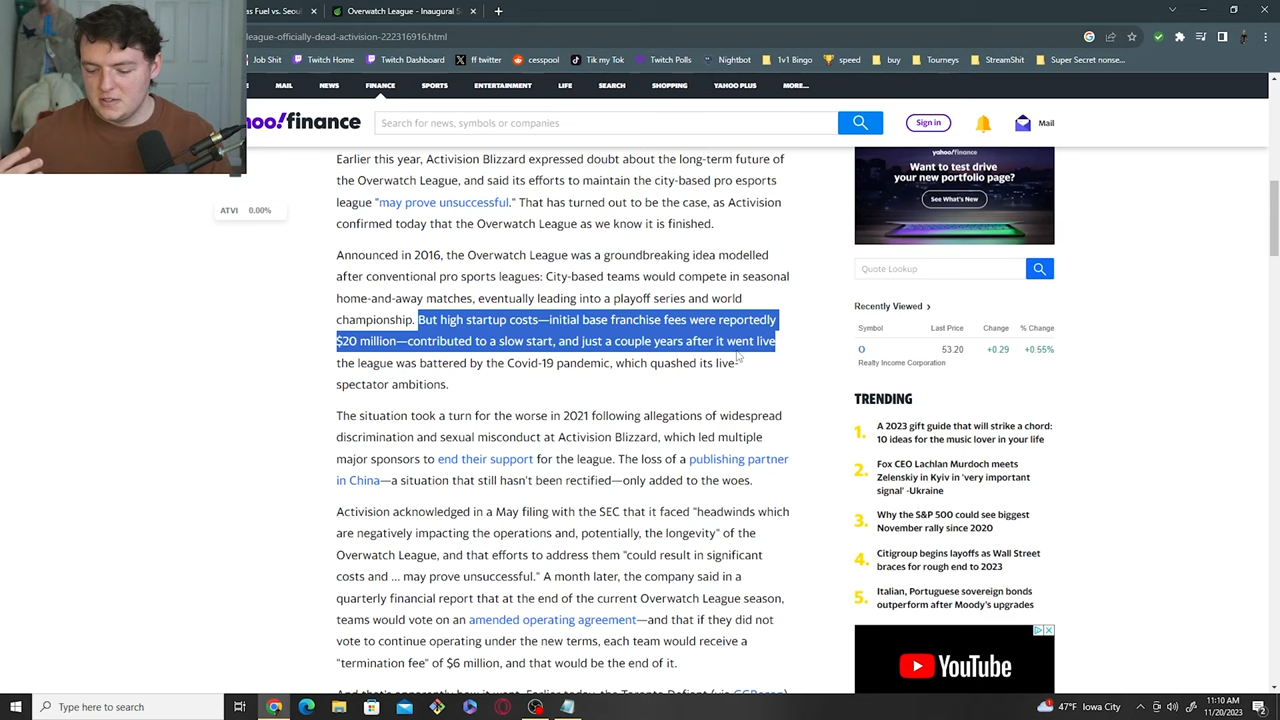 as Fuel vs. Seou
Overwatch League's
league-officially-dead-activision-222316916.html
Job Shit
Twitch Home
Twitch Dashboard
ff twitter
cesspool
Tik my Tok
Twitch Polls
Nightbot
1v1 Bingo
speed
buy
Tourneys
StreamShit
Super Secret nonse...
MAIL
NEWS
FINANCE
SPORTS
ENTERTAINMENT
LIFE
SEARCH
SHOPPING
YAHOO PLUS
MORE...
hoo!finance
Search for news, symbols or companies
Sign in
Mail
ATVI 0.00%
Earlier this year, Activision Blizzard expressed doubt about the long-term future of
the Overwatch League, and said its efforts to maintain the city-based pro esports
league "may prove unsuccessful." That has turned out to be the case, as Activision
confirmed today that the Overwatch League as we know it is finished.
Announced in 2016, the Overwatch League was a groundbreaking idea modelled
after conventional pro sports leagues: City-based teams would compete in seasonal
home-and-away matches, eventually leading into a playoff series and world
championship. But high startup costs—initial base franchise fees were reportedly
$20 million—contributed to a slow start, and just a couple years after it went live
the league was battered by the Covid-19 pandemic, which quashed its live-
spectator ambitions.
The situation took a turn for the worse in 2021 following allegations of widespread
discrimination and sexual misconduct at Activision Blizzard, which led multiple
major sponsors to end their support for the league. The loss of a publishing partner
in China—a situation that still hasn't been rectified—only added to the woes.
Activision acknowledged in a May filing with the SEC that it faced "headwinds which
are negatively impacting the operations and, potentially, the longevity" of the
Overwatch League, and that efforts to address them "could result in significant
costs and ... may prove unsuccessful." A month later, the company said in a
quarterly financial report that at the end of the current Overwatch League season,
teams would vote on an amended operating agreement—and that if they did not
vote to continue operating under the new terms, each team would receive a
"termination fee" of $6 million, and that would be the end of it.
And that's apparently how it went. Earlier today, the Toronto Defiant (via GGRecon)
yahoo/finance
Want to test drive
your new portfolio page?
See What's New
Quote Lookup
Recently Viewed
Symbol Last Price Change % Change
O 53.20 +0.29 +0.55%
Realty Income Corporation
TRENDING
1. A 2023 gift guide that will strike a chord:
10 ideas for the music lover in your life
2. Fox CEO Lachlan Murdoch meets
Zelenskiy in Kyiv in 'very important
signal' -Ukraine
3. Why the S&P 500 could see biggest
November rally since 2020
4. Citigroup begins layoffs as Wall Street
braces for rough end to 2023
5. Italian, Portuguese sovereign bonds
outperform after Moody's upgrades
YouTube
Type here to search
47°F Iowa City
11:10 AM
11/20/2023